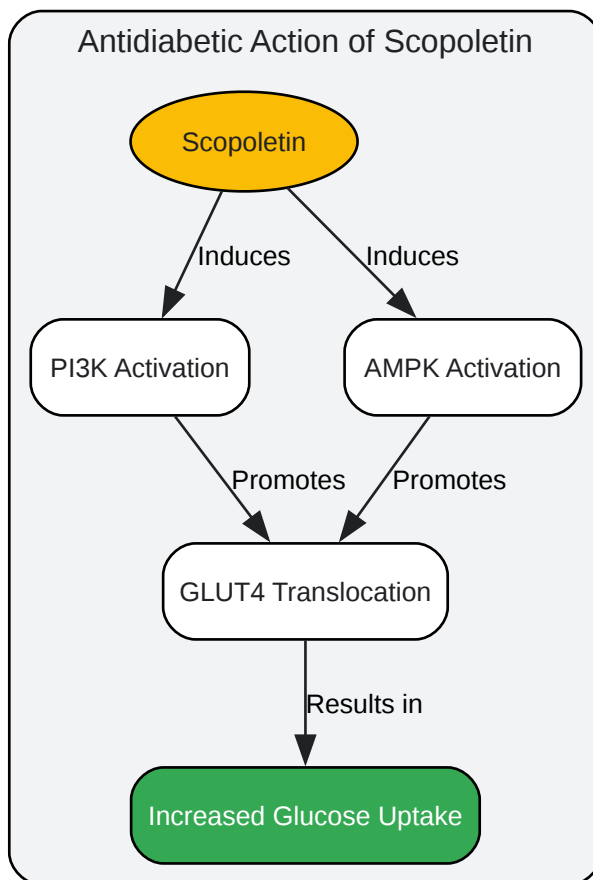 Antidiabetic Action of Scopoletin
Scopoletin
Induces
Induces
PI3K Activation
AMPK Activation
Promotes
Promotes
GLUT4 Translocation
Results in
Increased Glucose Uptake